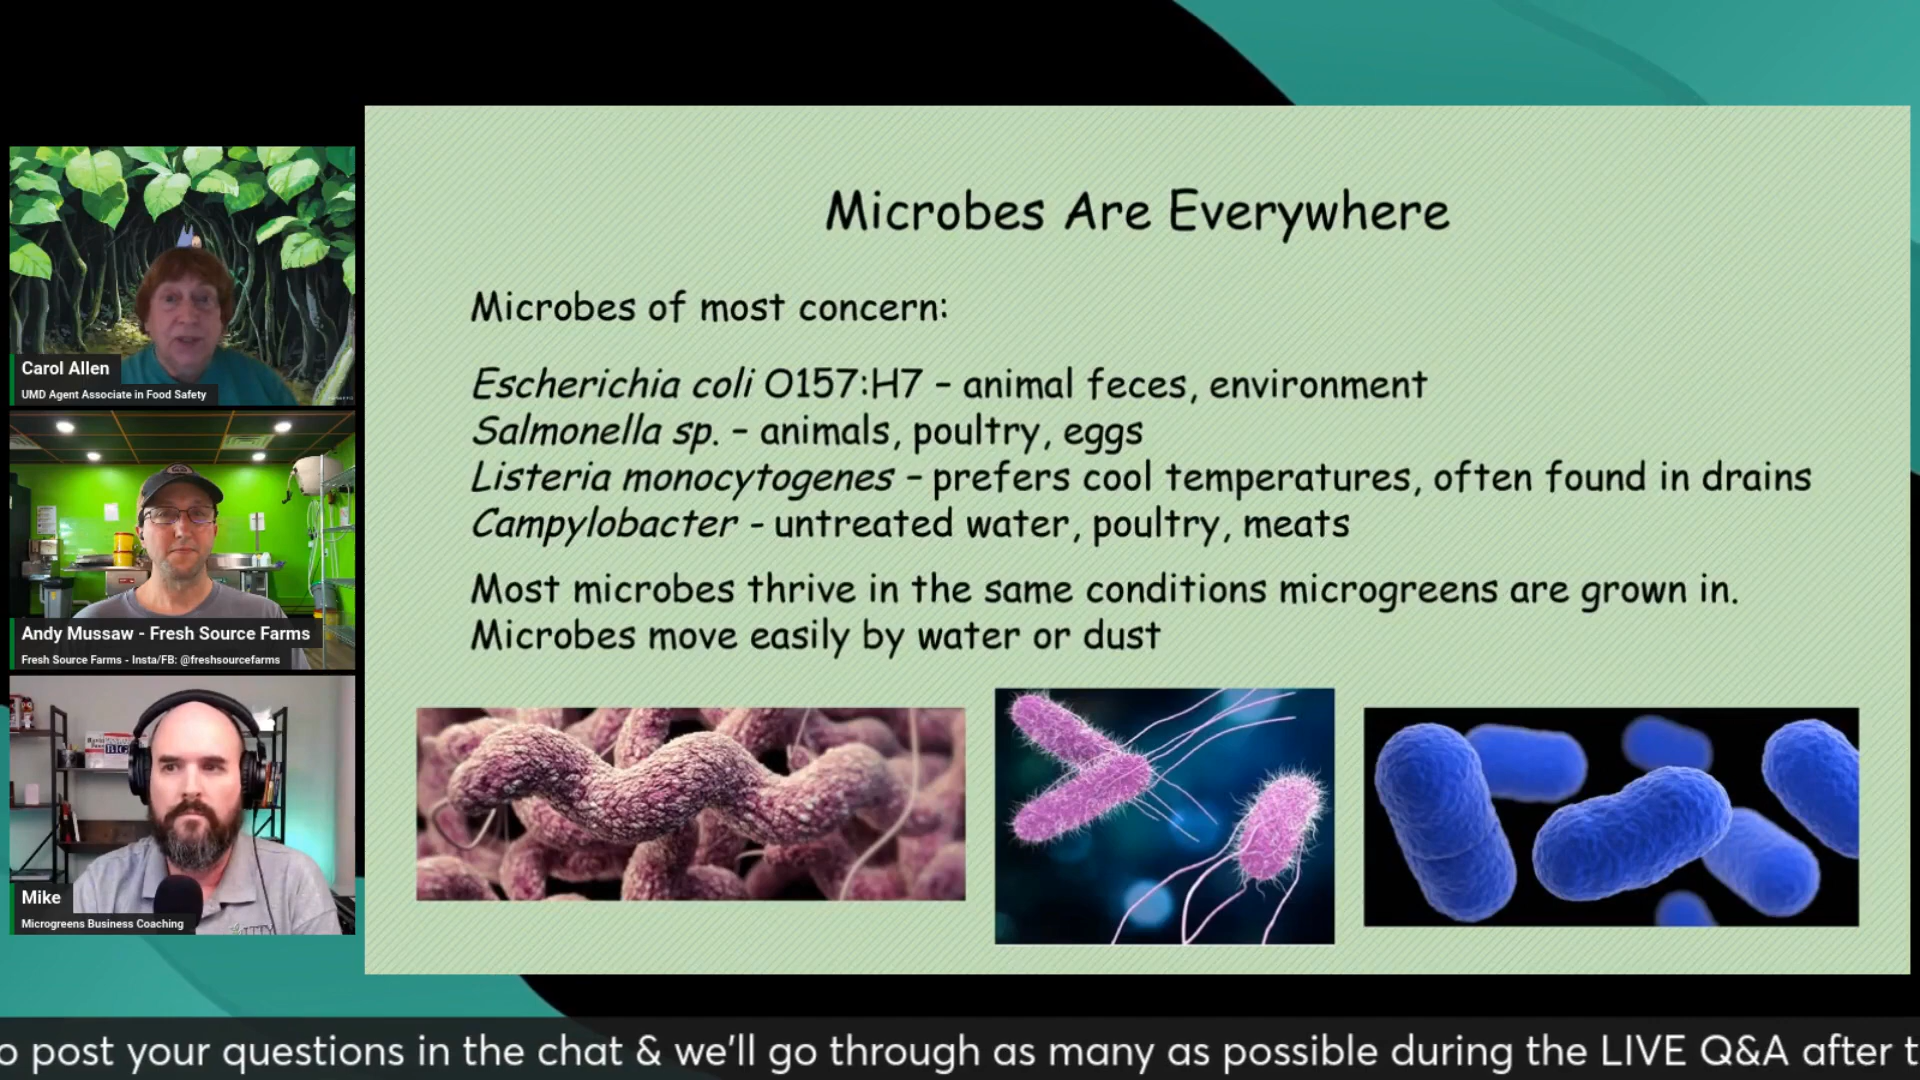 Microbes Are Everywhere
Microbes of most concern:
Escherichia coli O157:H7 – animal feces, environment
Salmonella sp. – animals, poultry, eggs
Listeria monocytogenes – prefers cool temperatures, often found in drains
Campylobacter - untreated water, poultry, meats
Most microbes thrive in the same conditions microgreens are grown in.
Microbes move easily by water or dust
Carol Allen
UMD Agent Associate in Food Safety
Andy Mussaw - Fresh Source Farms
Fresh Source Farms - Insta/FB: @freshsourcefarms
BIG
Mike
Microgreens Business Coaching
o post your questions in the chat & we'll go through as many as possible during the LIVE Q&A after t